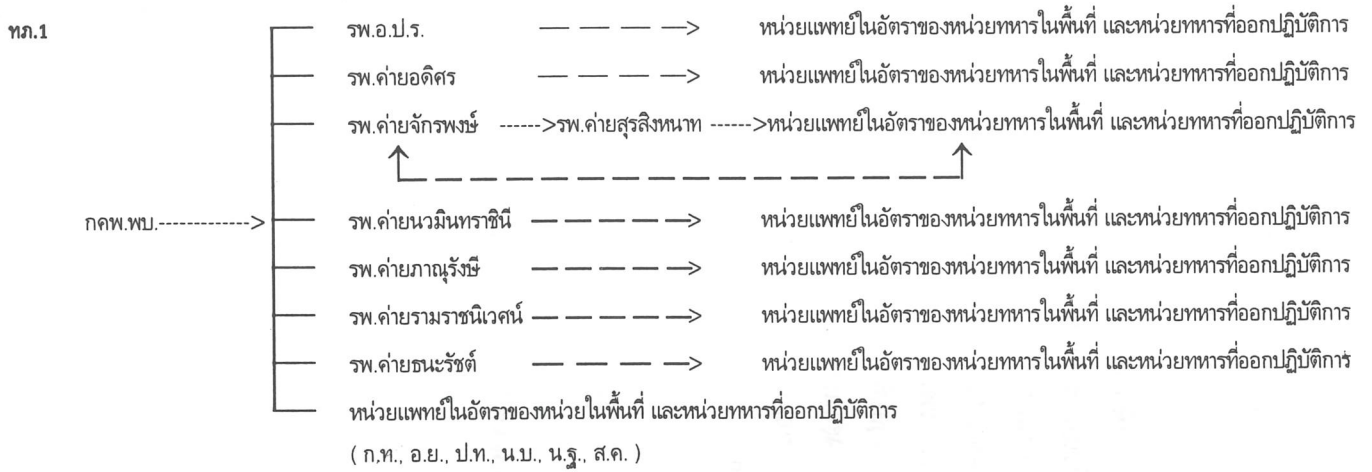 ทภ.1
รพ.อ.ป.ร. — — — —> หน่วยแพทย์ในอัตราของหน่วยทหารในพื้นที่ และหน่วยทหารที่ออกปฏิบัติการ
รพ.ค่ายอดิศร — — — —> หน่วยแพทย์ในอัตราของหน่วยทหารในพื้นที่ และหน่วยทหารที่ออกปฏิบัติการ
รพ.ค่ายจักรพงษ์ ------>รพ.ค่ายสุรสิงหนาท ------>หน่วยแพทย์ในอัตราของหน่วยทหารในพื้นที่ และหน่วยทหารที่ออกปฏิบัติการ
กคพ.พบ.------------> รพ.ค่ายนวมินทราชินี — — — —> หน่วยแพทย์ในอัตราของหน่วยทหารในพื้นที่ และหน่วยทหารที่ออกปฏิบัติการ
รพ.ค่ายภาณุรังษี — — — —> หน่วยแพทย์ในอัตราของหน่วยทหารในพื้นที่ และหน่วยทหารที่ออกปฏิบัติการ
รพ.ค่ายรามราชนิเวศน์ — — — —> หน่วยแพทย์ในอัตราของหน่วยทหารในพื้นที่ และหน่วยทหารที่ออกปฏิบัติการ
รพ.ค่ายธนะรัชต์ — — — —> หน่วยแพทย์ในอัตราของหน่วยทหารในพื้นที่ และหน่วยทหารที่ออกปฏิบัติการ
หน่วยแพทย์ในอัตราของหน่วยในพื้นที่ และหน่วยทหารที่ออกปฏิบัติการ
( ก.ท., อ.ย., ป.ท., น.บ., น.ฐ., ส.ค. )